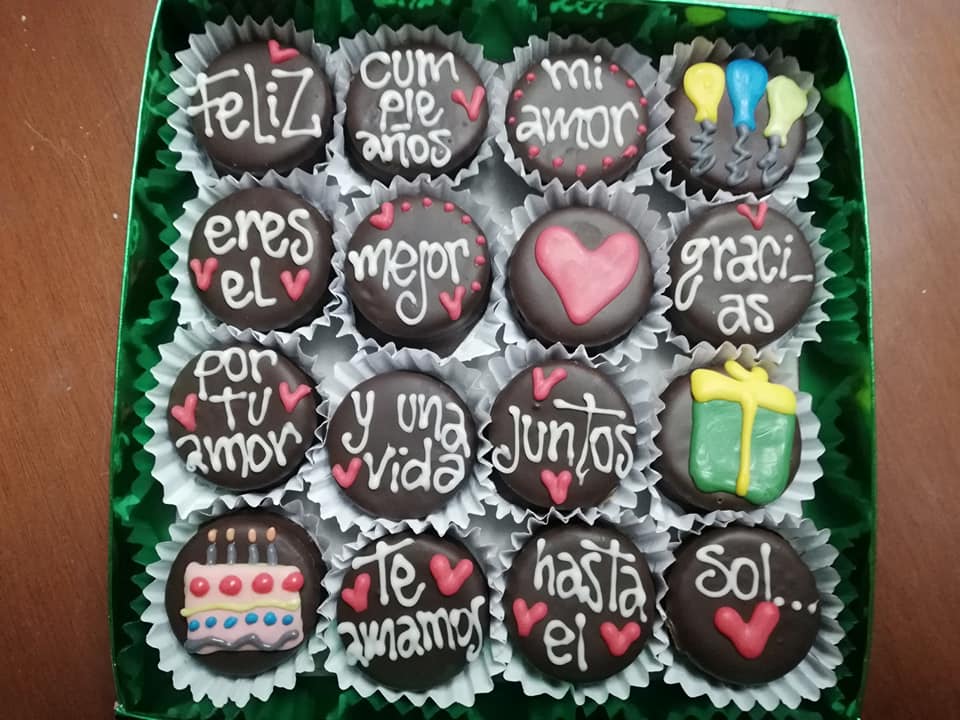 Feliz
cum
ple
años
mi
amor
eres
el
mejor
graci_
as
por
tu
amor
y una
vida
juntos
Te
amamos
hasta
el
Sol...